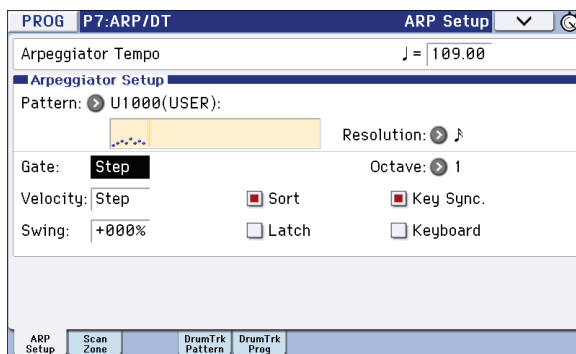 PROG P7:ARP/DT ARP Setup
Arpeggiator Tempo ♩= 109.00
Arpeggiator Setup
Pattern: U1000(USER):
Resolution: 𝅘𝅥𝅯
Gate: Step Octave: 1
Velocity: Step Sort Key Sync.
Swing: +000% Latch Keyboard
ARP Setup Scan Zone DrumTrk Pattern DrumTrk Prog